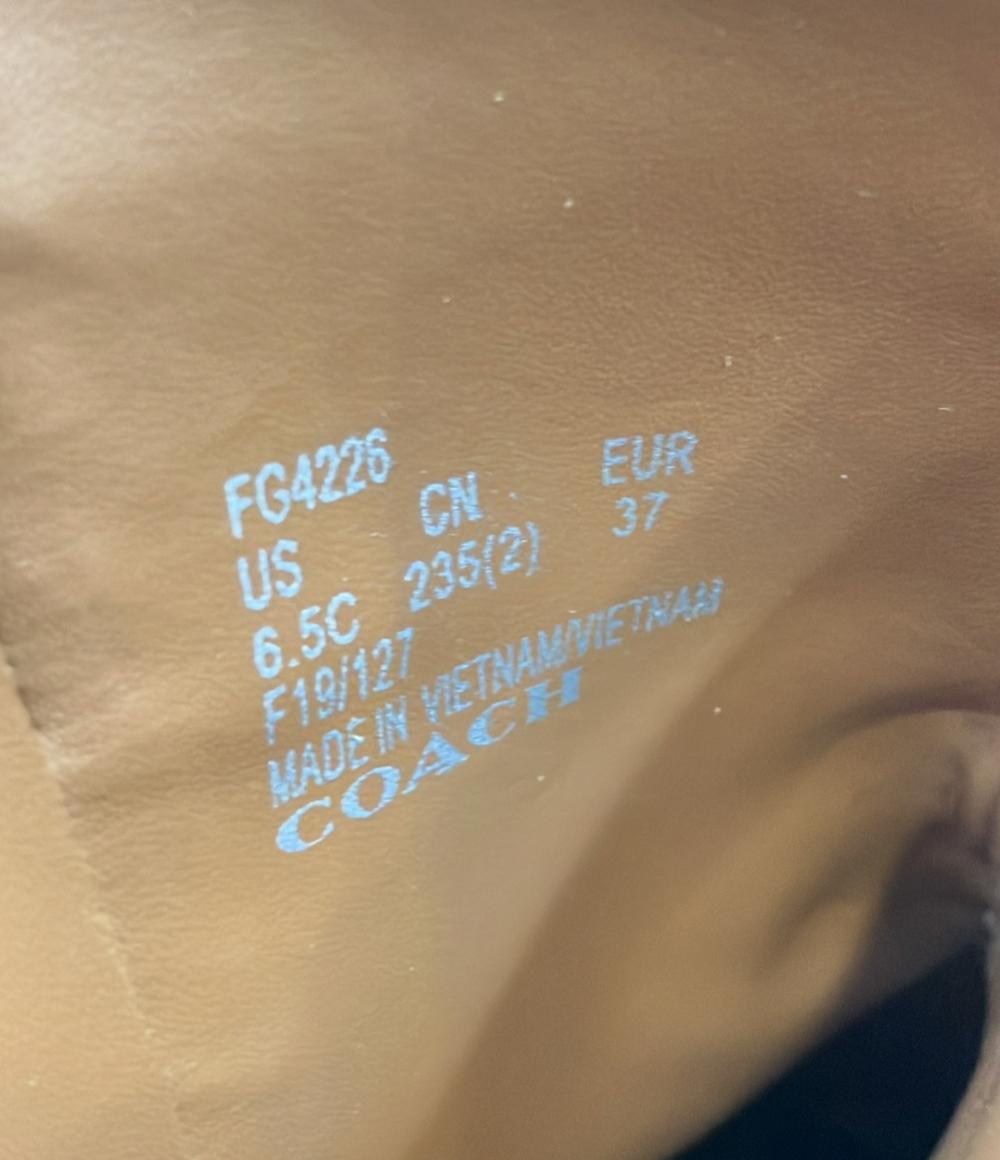 FG4226
US CN EUR
6.5C 235(2) 37
F19/127
MADE IN VIETNAM/VIETNAM
COACH